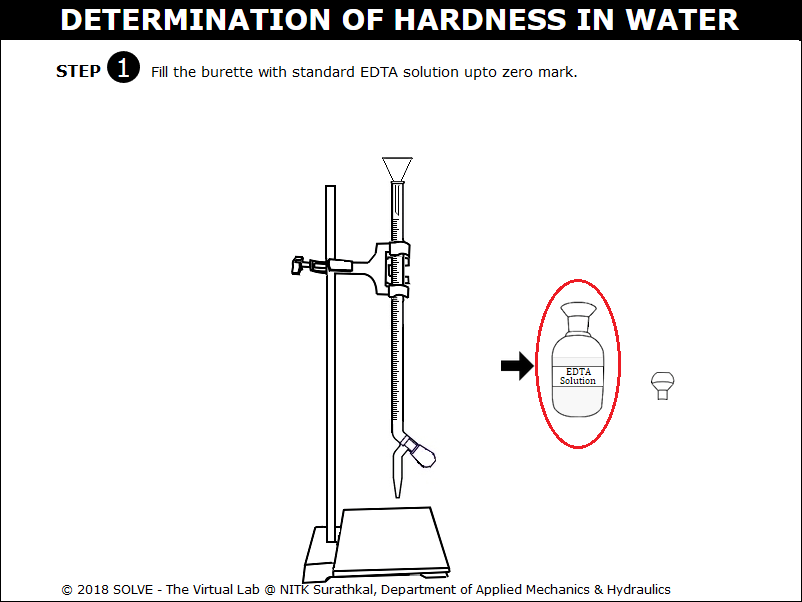 DETERMINATION OF HARDNESS IN WATER
STEP 1 Fill the burette with standard EDTA solution upto zero mark.
EDTA
Solution
© 2018 SOLVE - The Virtual Lab @ NITK Surathkal, Department of Applied Mechanics & Hydraulics